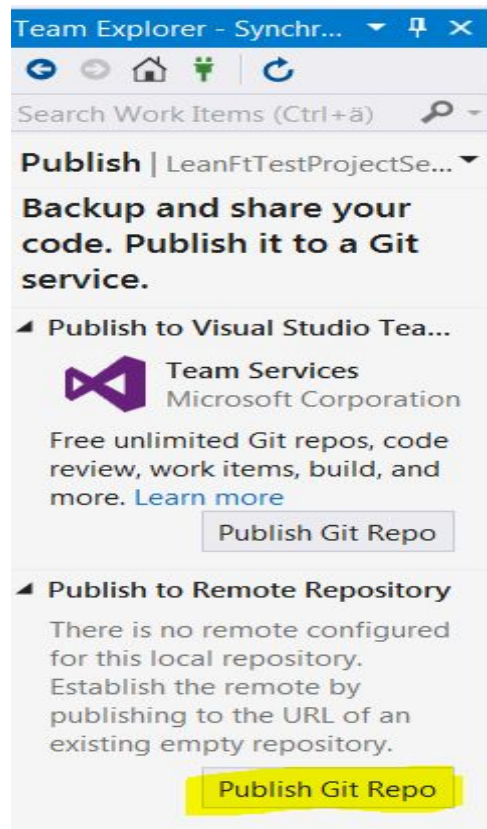 Team Explorer - Synchr...
Search Work Items (Ctrl+ä)
Publish | LeanFtTestProjectSe...
Backup and share your
code. Publish it to a Git
service.
Publish to Visual Studio Tea...
Team Services
Microsoft Corporation
Free unlimited Git repos, code
review, work items, build, and
more. Learn more
Publish Git Repo
Publish to Remote Repository
There is no remote configured
for this local repository.
Establish the remote by
publishing to the URL of an
existing empty repository.
Publish Git Repo